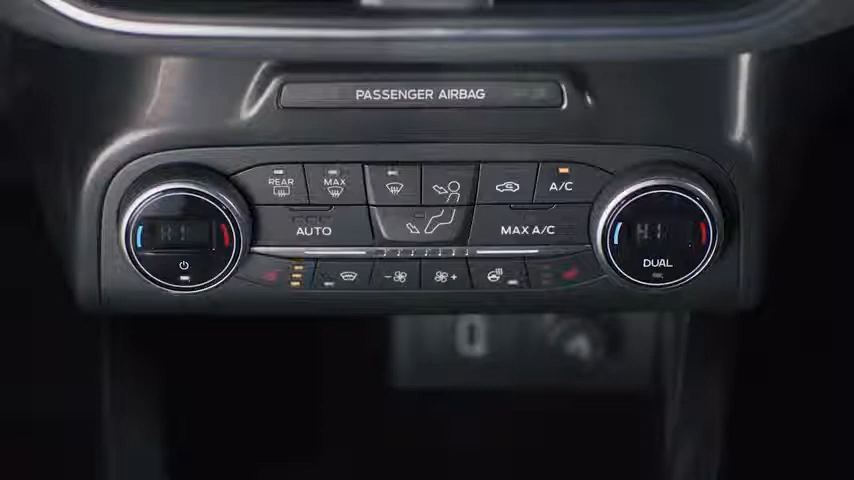 PASSENGER AIRBAG
REAR
MAX
A/C
AUTO
MAX A/C
DUAL